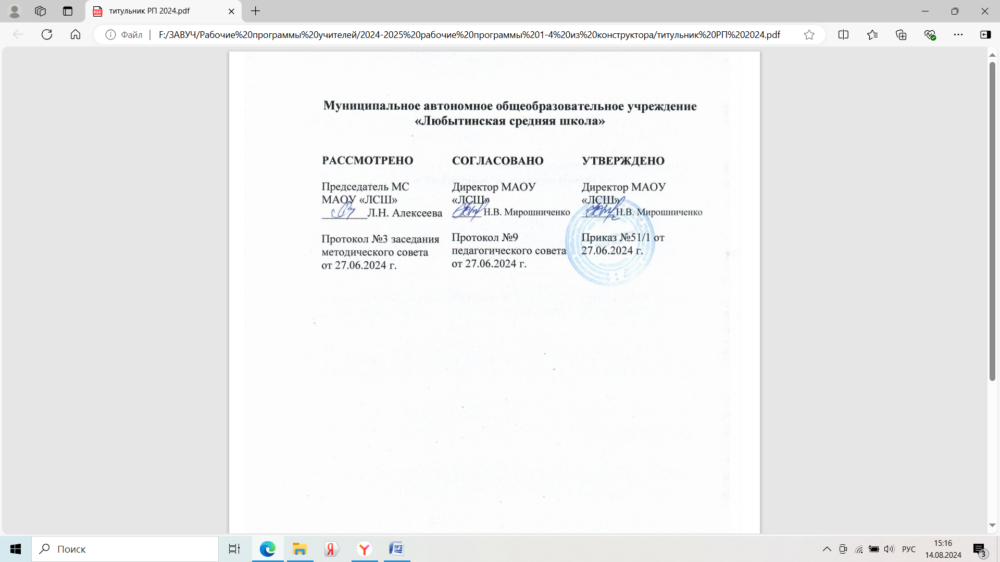 титульник РП 2024.pdf
Файл
F:/ЗАВУЧ/Рабочие%20программы%20учителей/2024-2025%20рабочие%20программы%201-4%20из%20конструктора/титульник%20РП%202024.pdf
Муниципальное автономное общеобразовательное учреждение
«Любытинская средняя школа»
РАССМОТРЕНО
Председатель МС
МАОУ «ЛСШ»
________Л.Н. Алексеева
Протокол №3 заседания
методического совета
от 27.06.2024 г.
СОГЛАСОВАНО
Директор МАОУ
«ЛСШ»
______Н.В. Мирошниченко
Протокол №9
педагогического совета
от 27.06.2024 г.
УТВЕРЖДЕНО
Директор МАОУ
«ЛСШ»
______Н.В. Мирошниченко
Приказ №51/1 от
27.06.2024 г.
Поиск
РУС
15:16
14.08.2024
3